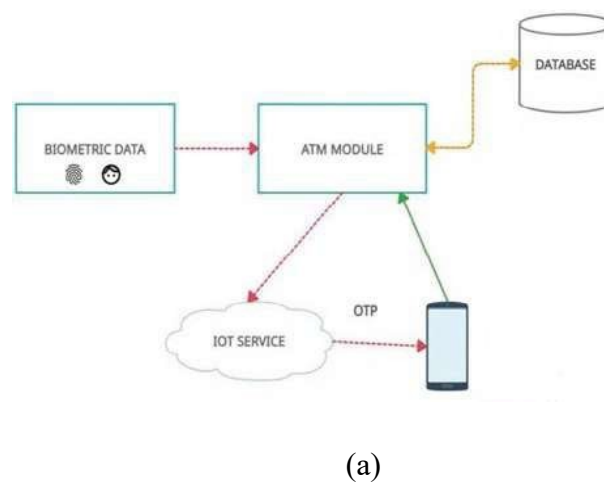 DATABASE
BIOMETRIC DATA
ATM MODULE
OTP
IOT SERVICE
(a)